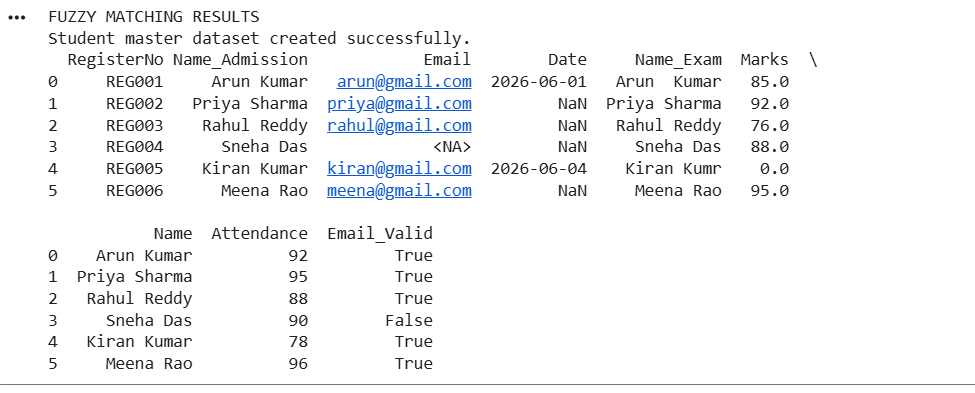 ••• FUZZY MATCHING RESULTS
Student master dataset created successfully.
  RegisterNo Name_Admission            Email        Date     Name_Exam  Marks  \
0     REG001     Arun Kumar   arun@gmail.com  2026-06-01   Arun  Kumar   85.0
1     REG002   Priya Sharma  priya@gmail.com         NaN  Priya Sharma   92.0
2     REG003    Rahul Reddy  rahul@gmail.com         NaN   Rahul Reddy   76.0
3     REG004      Sneha Das             <NA>         NaN     Sneha Das   88.0
4     REG005    Kiran Kumar  kiran@gmail.com  2026-06-04    Kiran Kumr    0.0
5     REG006      Meena Rao  meena@gmail.com         NaN     Meena Rao   95.0
           Name  Attendance  Email_Valid
0    Arun Kumar          92         True
1  Priya Sharma          95         True
2   Rahul Reddy          88         True
3     Sneha Das          90        False
4   Kiran Kumar          78         True
5     Meena Rao          96         True